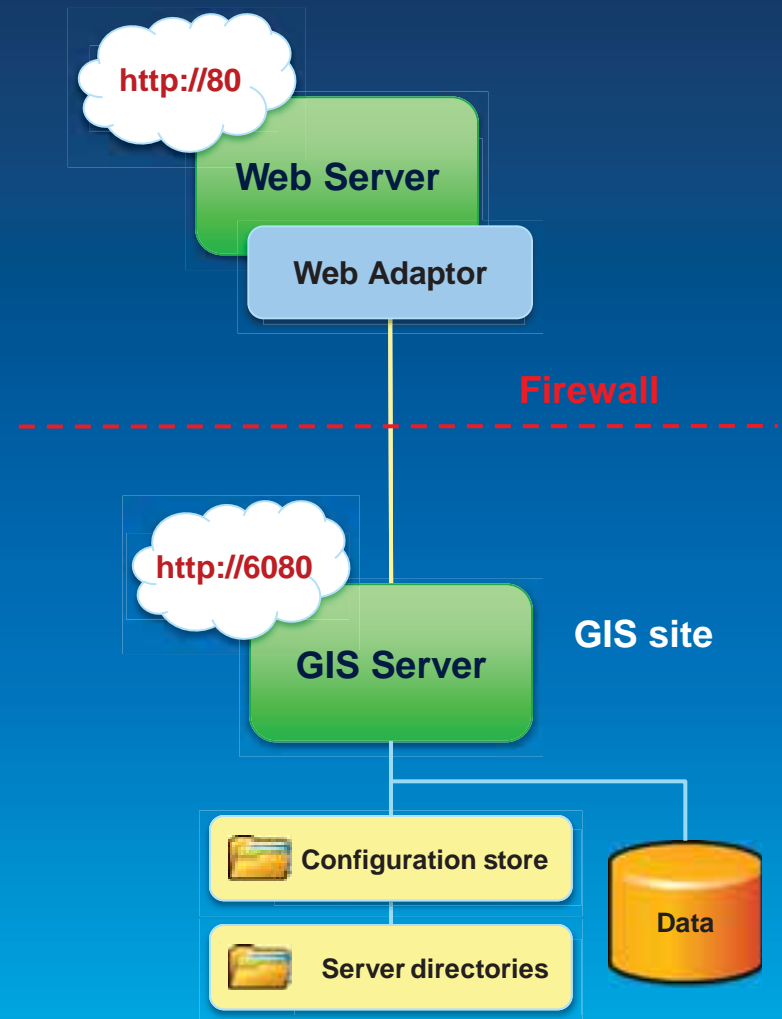 http://80
Web Server
Web Adaptor
Firewall
http://6080
GIS site
GIS Server
Configuration store
Data
Server directories